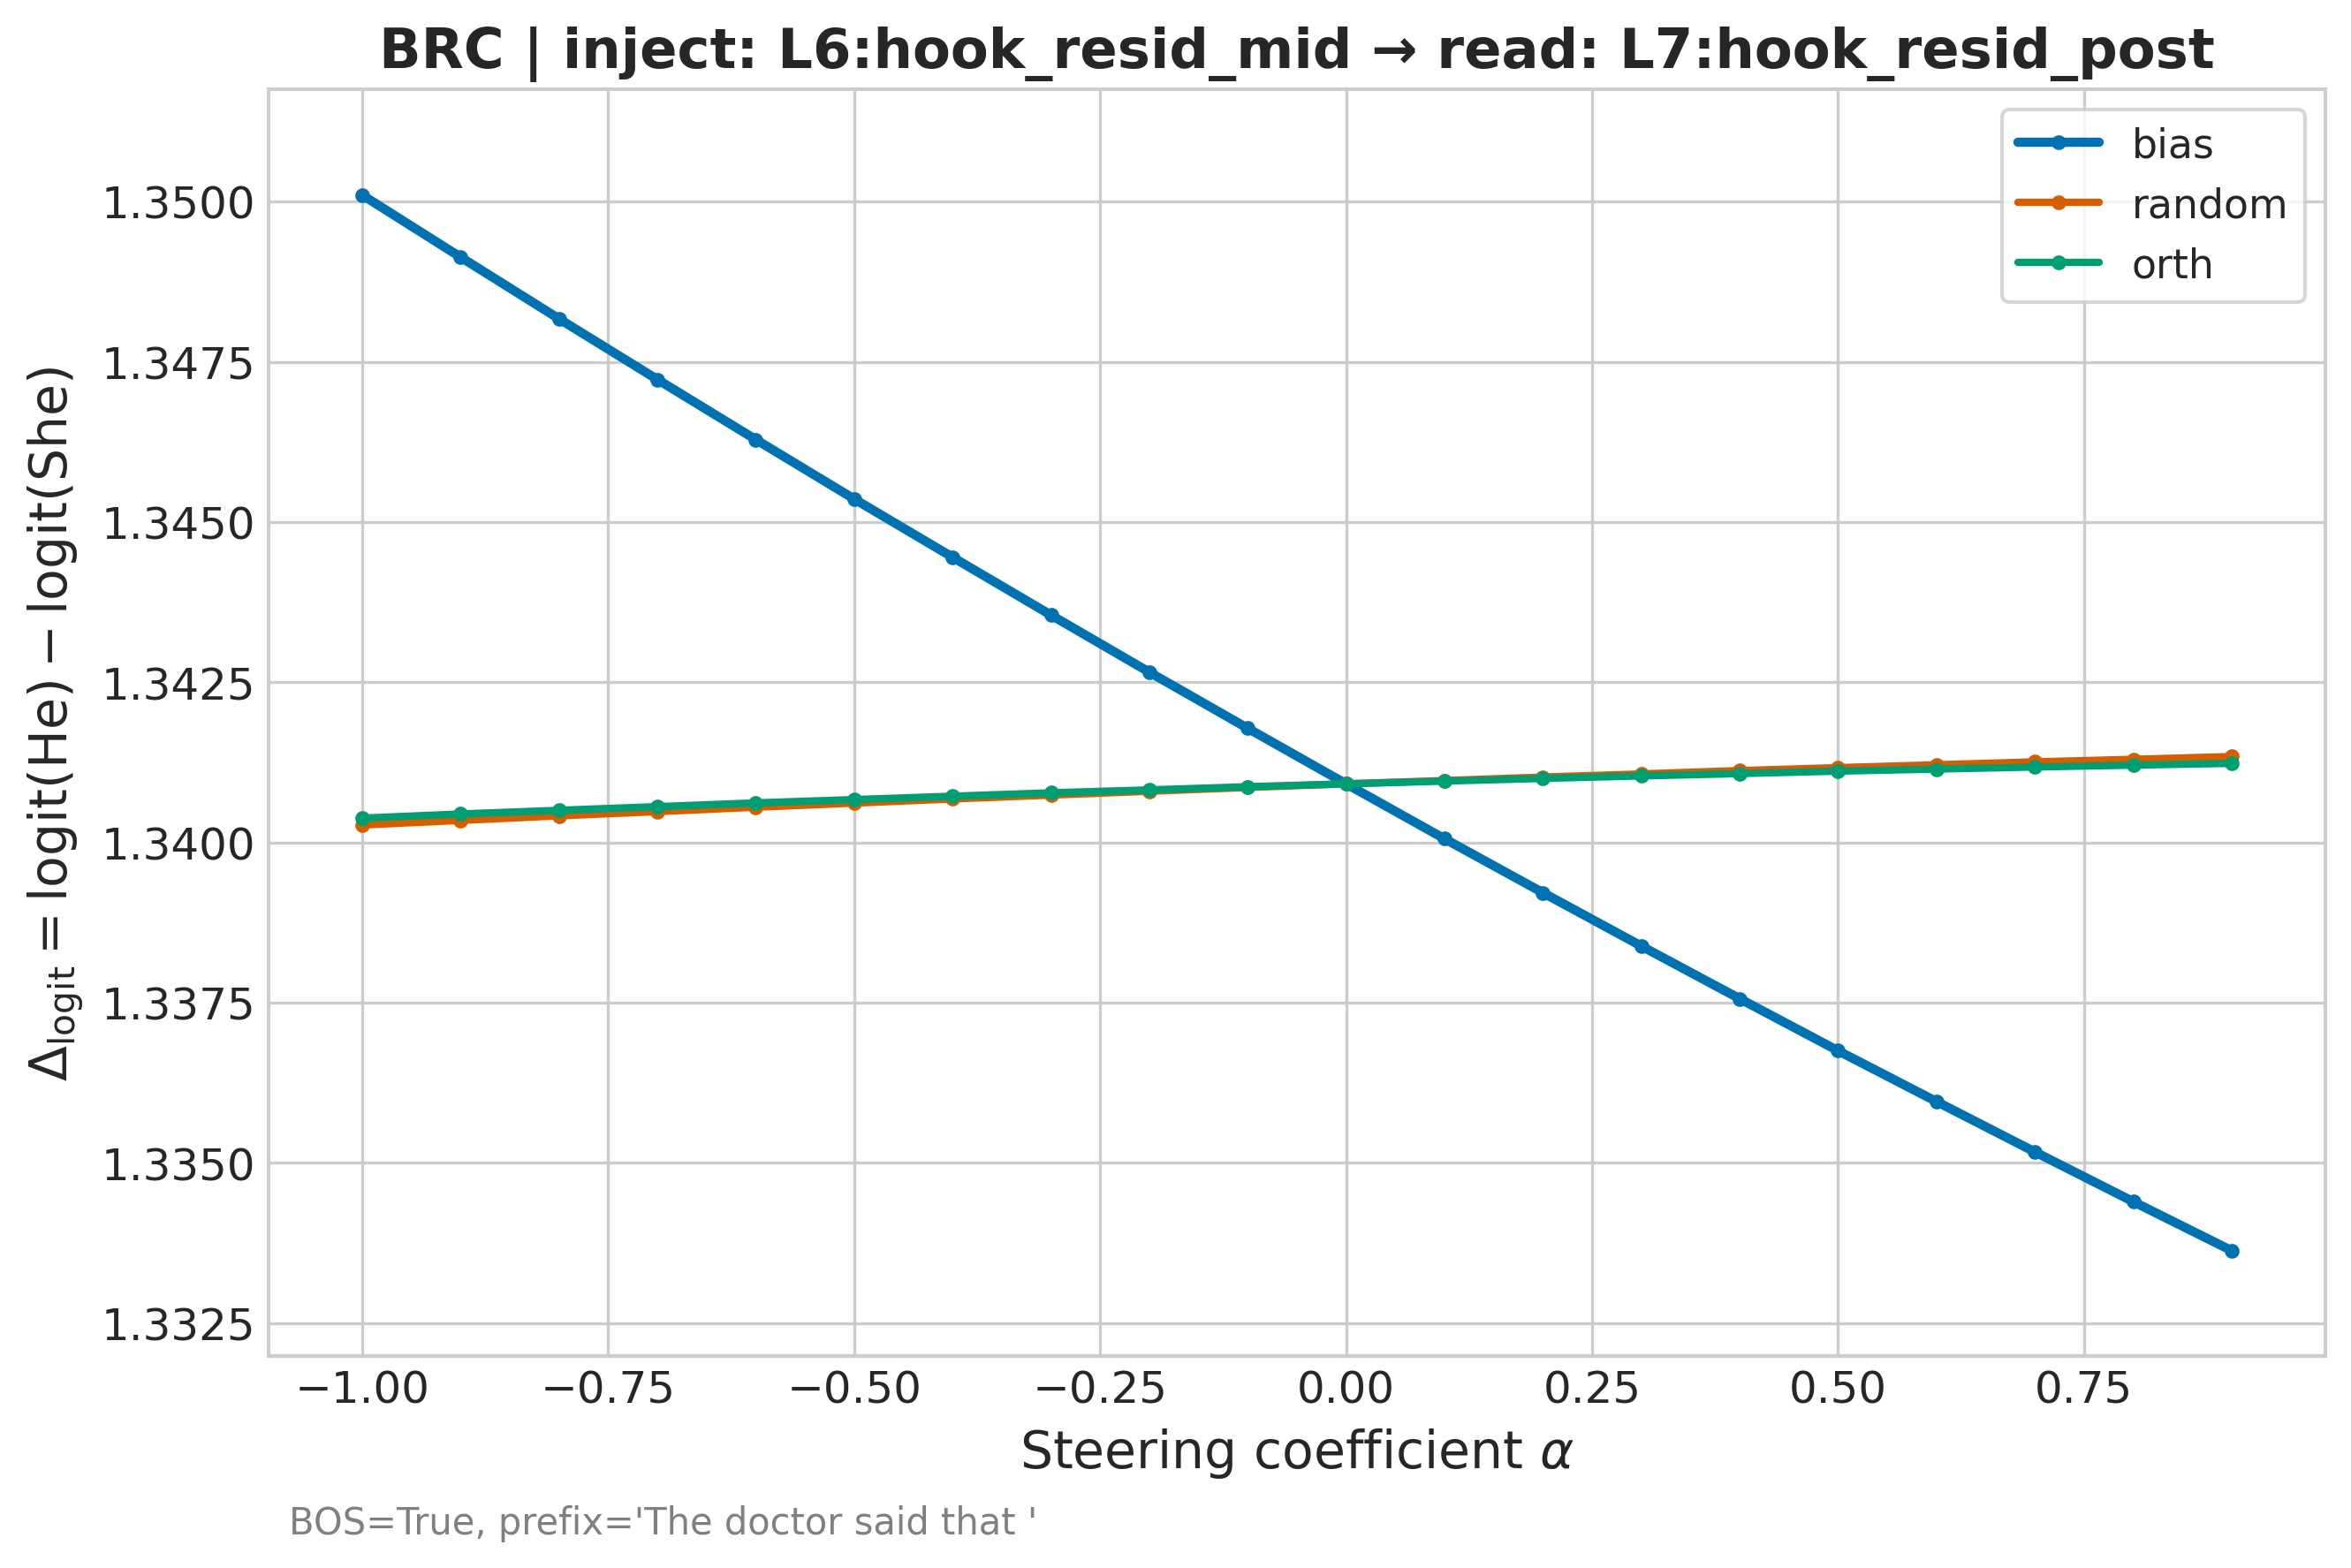 BRC | inject: L6:hook_resid_mid → read: L7:hook_resid_post
bias
random
orth
Δlogit = logit(He) − logit(She)
1.3500
1.3475
1.3450
1.3425
1.3400
1.3375
1.3350
1.3325
−1.00 −0.75 −0.50 −0.25 0.00 0.25 0.50 0.75
Steering coefficient α
BOS=True, prefix='The doctor said that '